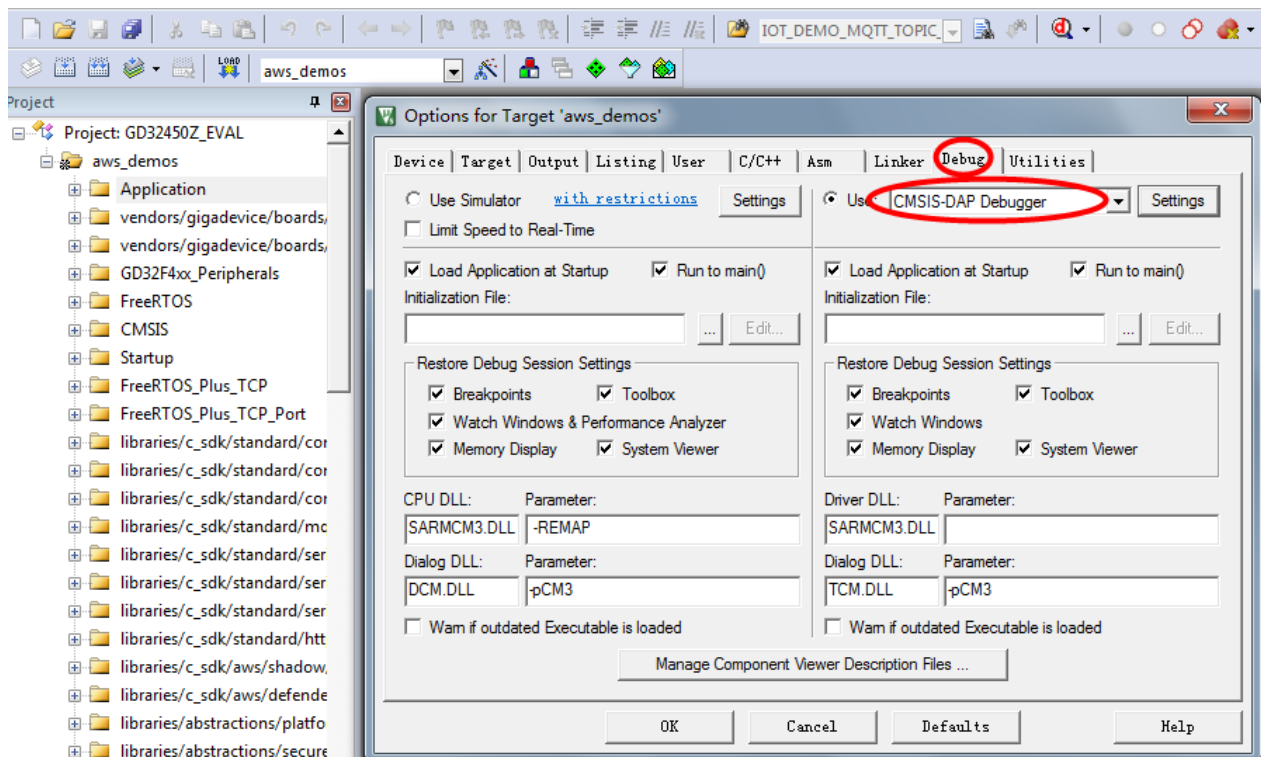 IOT_DEMO_MQTT_TOPIC_
LOAD
aws_demos
Project
Project: GD32450Z_EVAL
aws_demos
Application
vendors/gigadevice/boards/
vendors/gigadevice/boards/
GD32F4xx_Peripherals
FreeRTOS
CMSIS
Startup
FreeRTOS_Plus_TCP
FreeRTOS_Plus_TCP_Port
libraries/c_sdk/standard/cor
libraries/c_sdk/standard/cor
libraries/c_sdk/standard/cor
libraries/c_sdk/standard/mc
libraries/c_sdk/standard/ser
libraries/c_sdk/standard/ser
libraries/c_sdk/standard/ser
libraries/c_sdk/standard/htt
libraries/c_sdk/aws/shadow,
libraries/c_sdk/aws/defende
libraries/abstractions/platfo
libraries/abstractions/secure
Options for Target 'aws_demos'
Device Target Output Listing User C/C++ Asm Linker Debug Utilities
Use Simulator with restrictions Settings
Limit Speed to Real-Time
Load Application at Startup Run to main()
Initialization File:
... Edit...
Restore Debug Session Settings
Breakpoints Toolbox
Watch Windows & Performance Analyzer
Memory Display System Viewer
CPU DLL: Parameter:
SARMCM3.DLL -REMAP
Dialog DLL: Parameter:
DCM.DLL -pCM3
Warn if outdated Executable is loaded
Use: CMSIS-DAP Debugger Settings
Load Application at Startup Run to main()
Initialization File:
... Edit...
Restore Debug Session Settings
Breakpoints Toolbox
Watch Windows
Memory Display System Viewer
Driver DLL: Parameter:
SARMCM3.DLL
Dialog DLL: Parameter:
TCM.DLL -pCM3
Warn if outdated Executable is loaded
Manage Component Viewer Description Files ...
OK Cancel Defaults Help